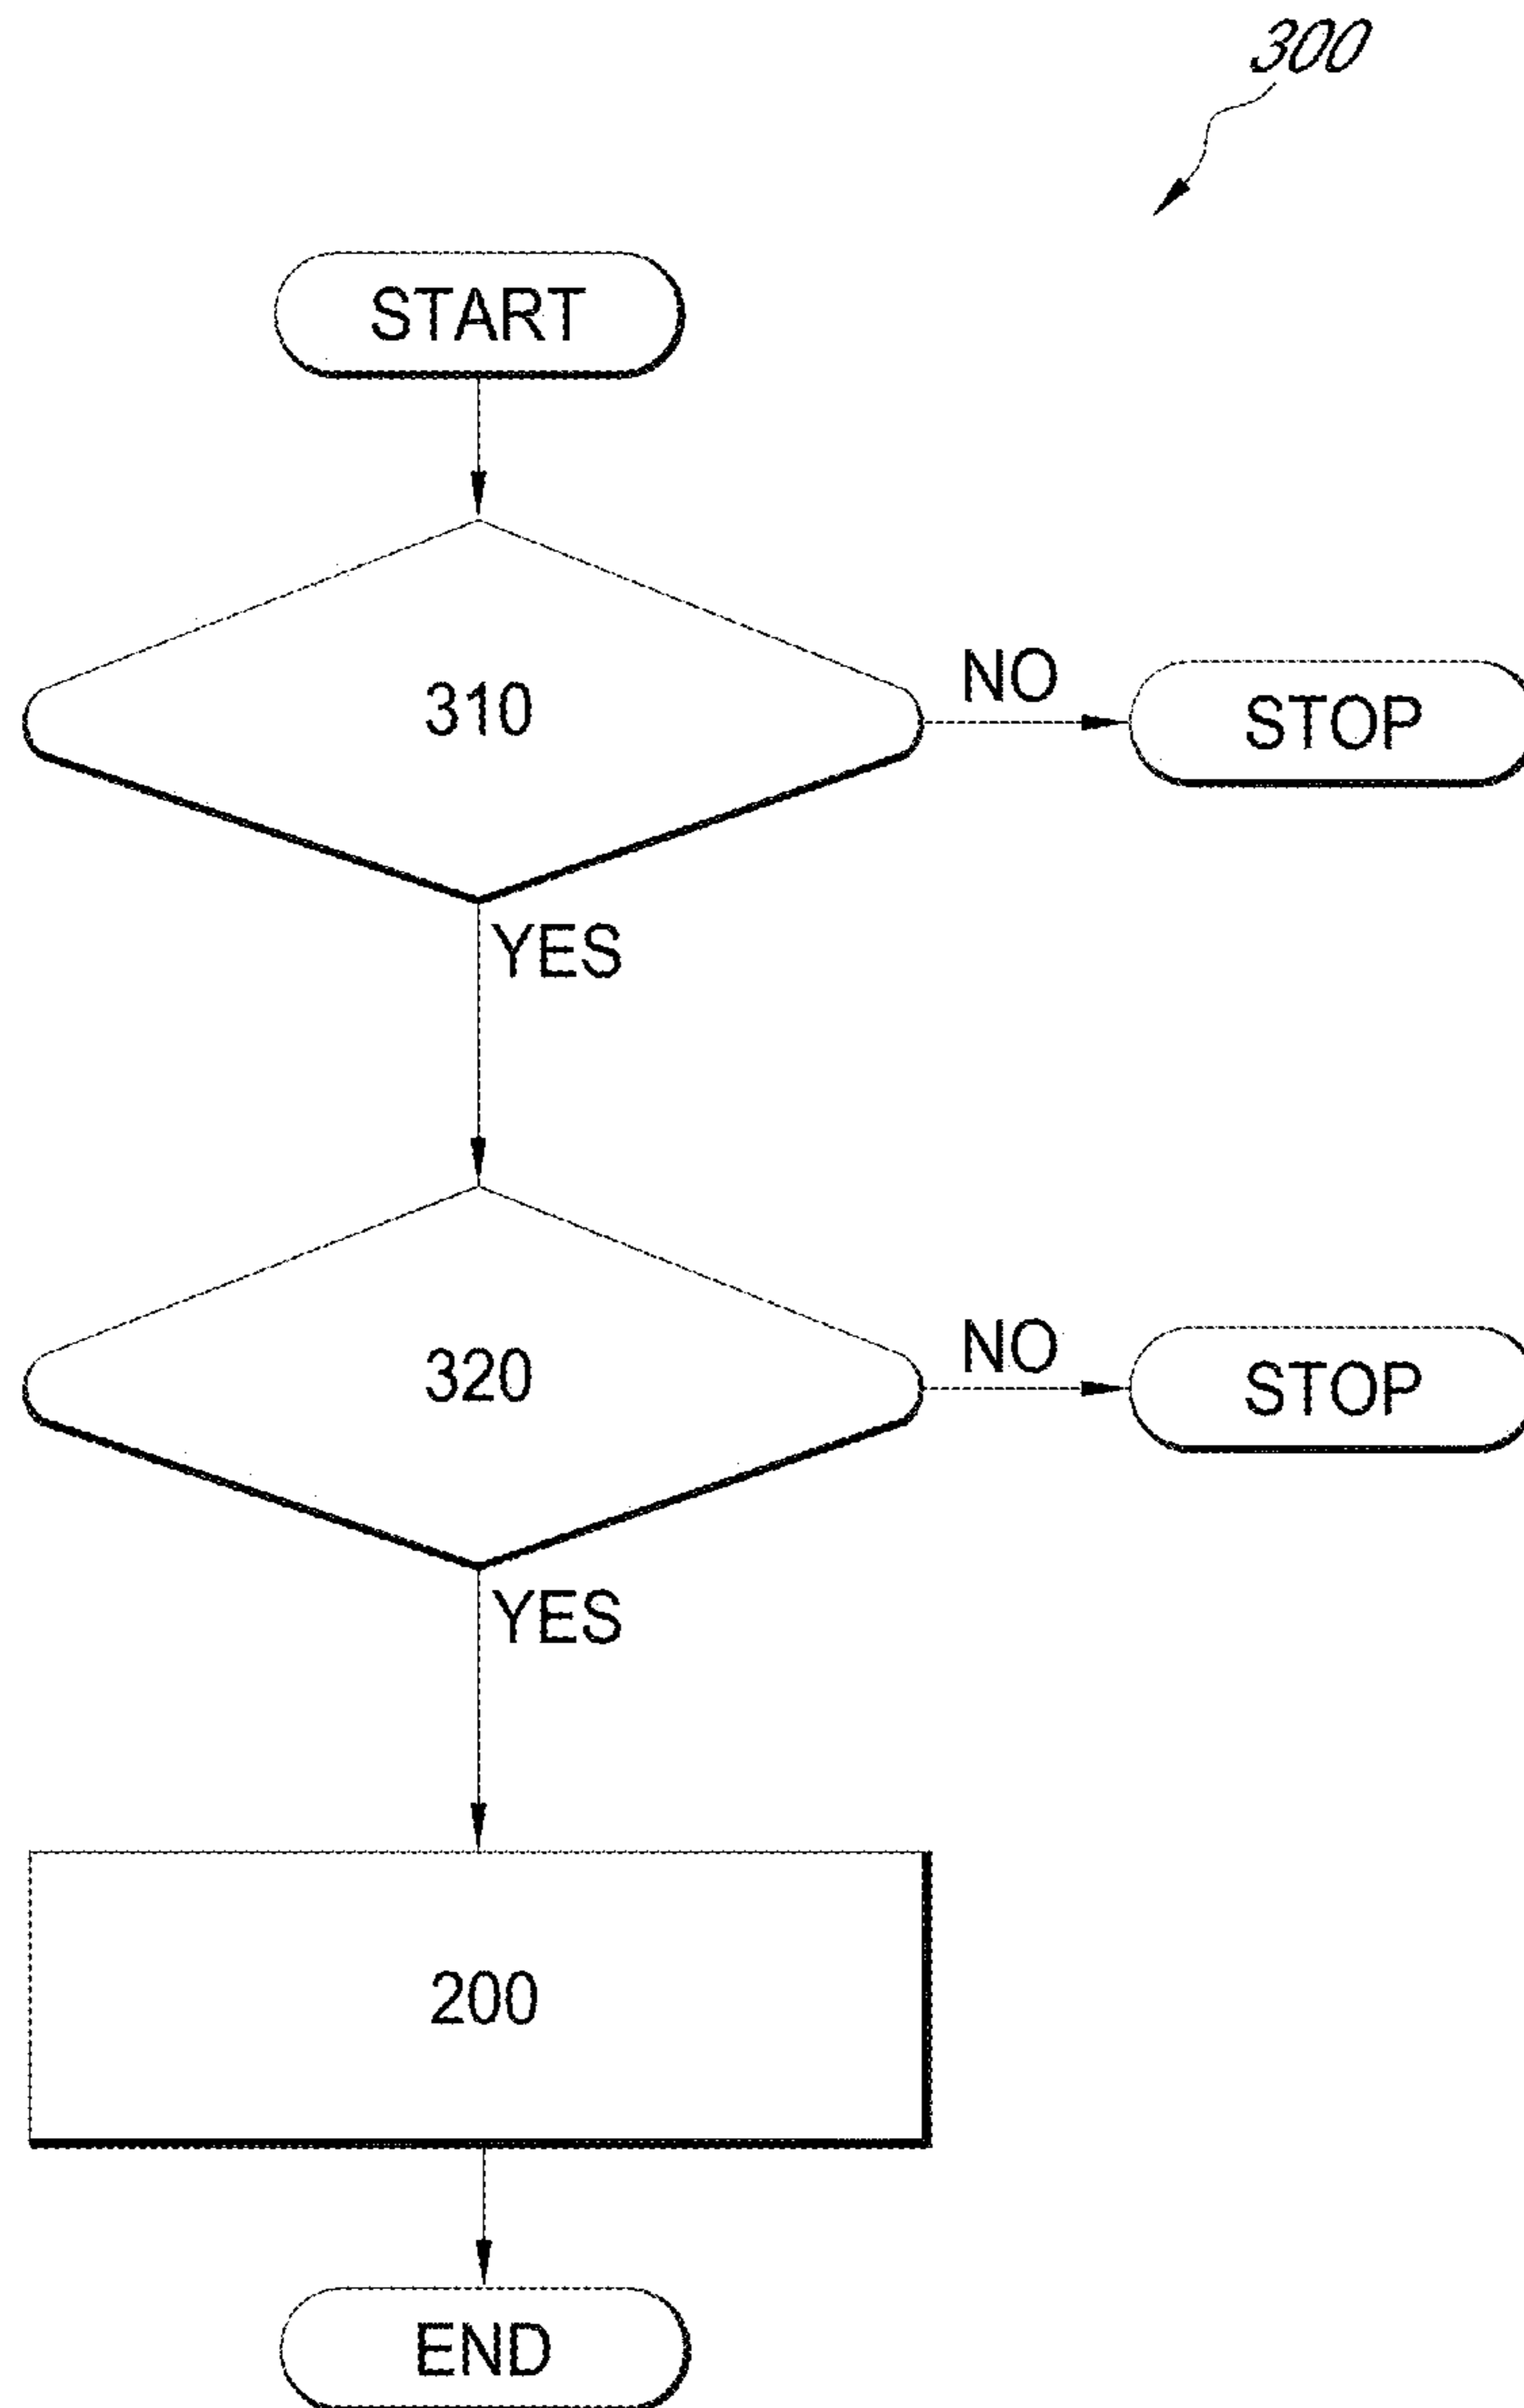 300
START
310
NO
STOP
YES
320
NO
STOP
YES
200
END